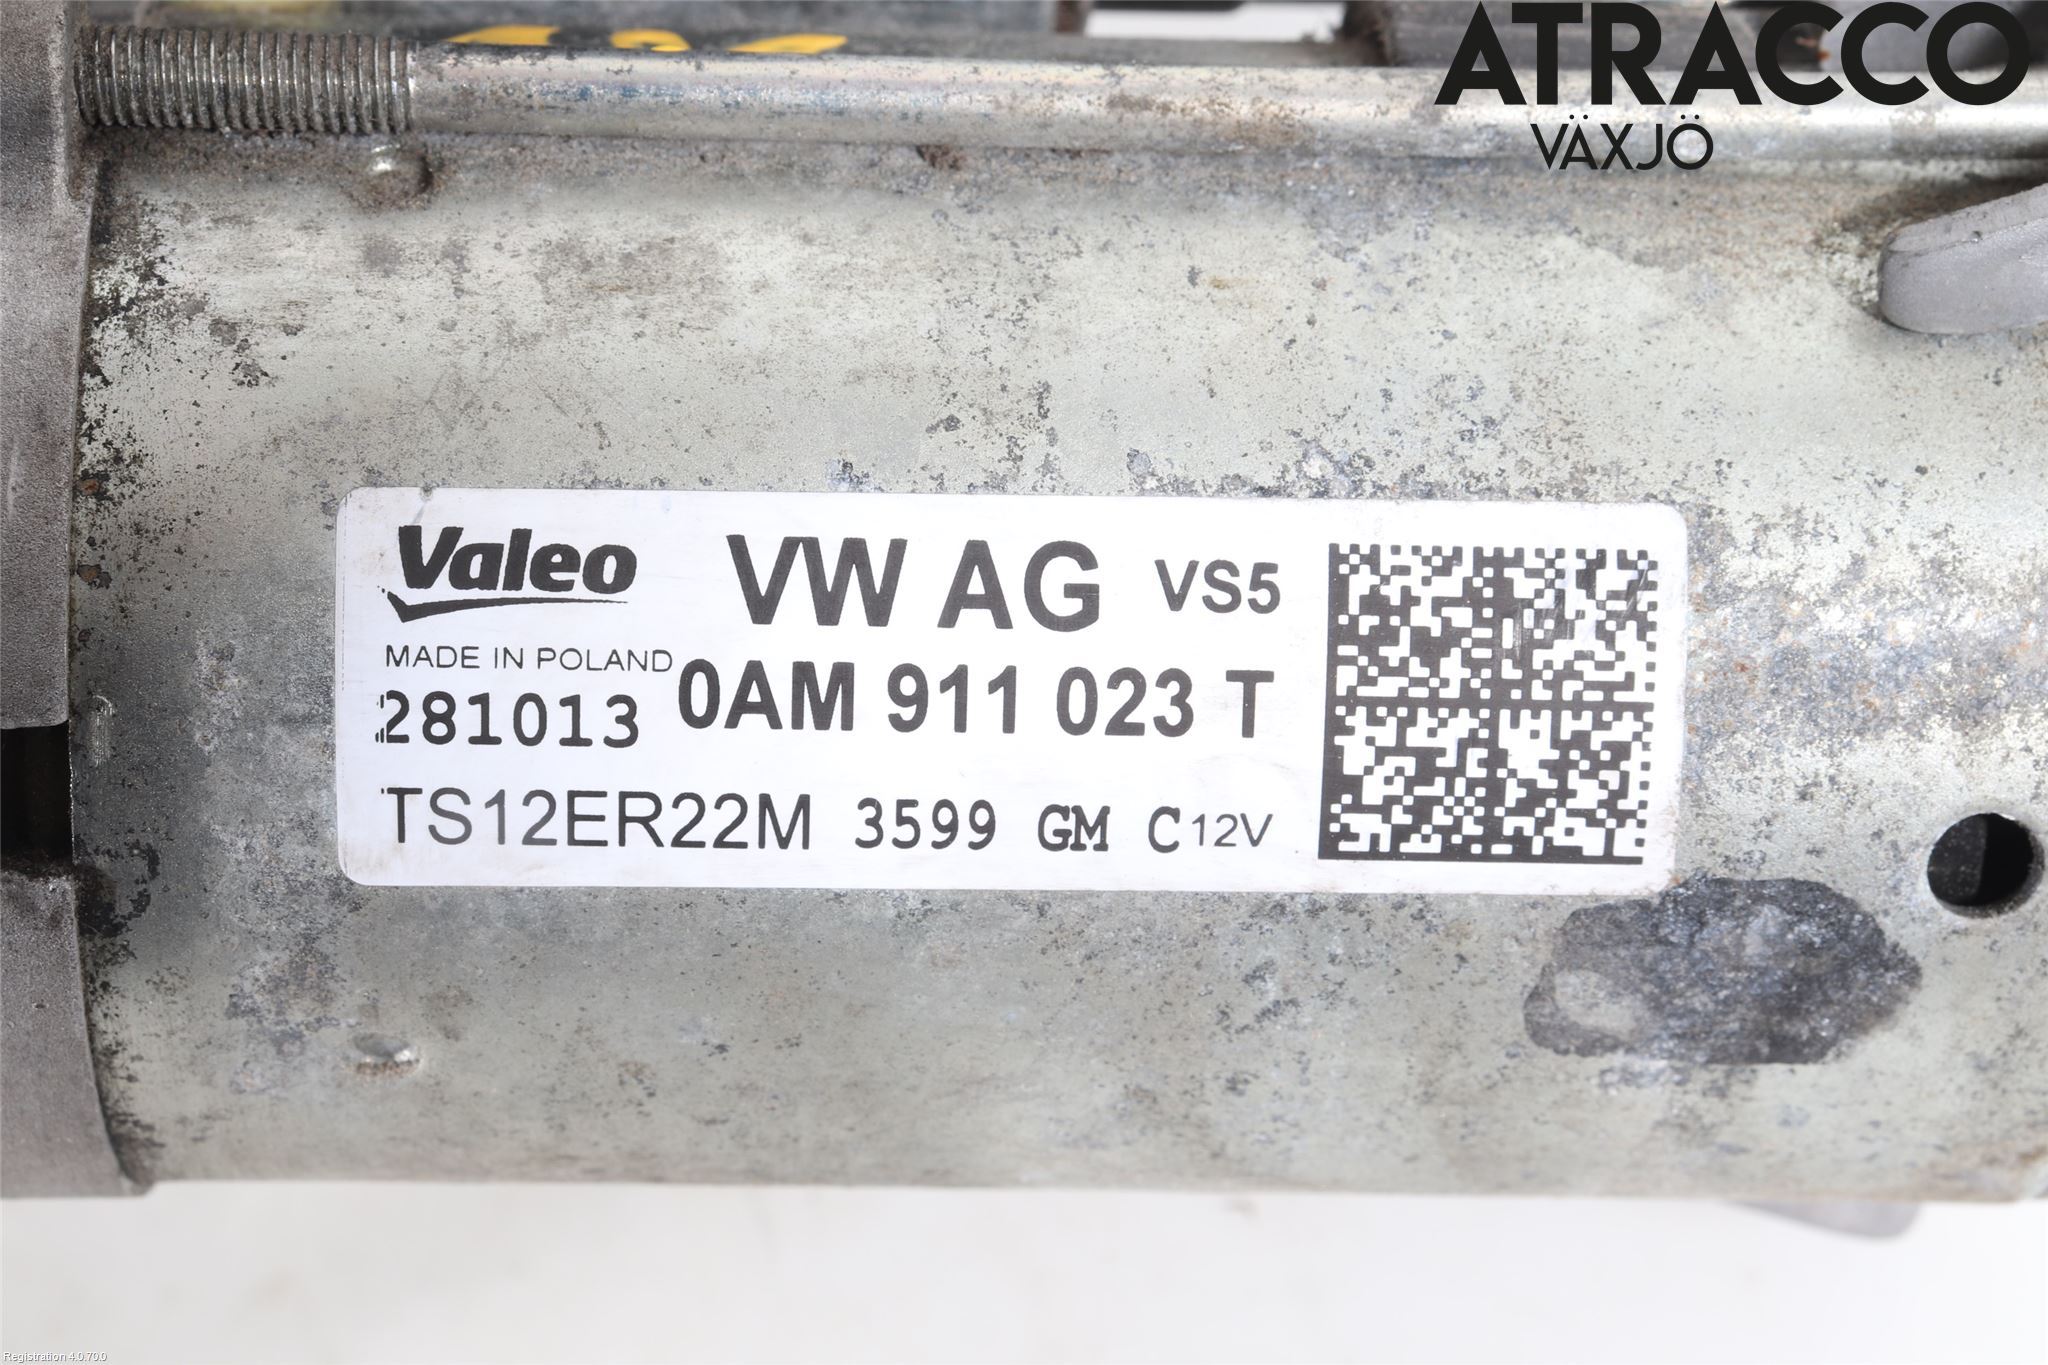 ATRACCO
VÄXJÖ
Valeo
VW AG VS5
MADE IN POLAND
281013
0AM 911 023 T
TS12ER22M 3599 GM C12V
Registration 4.0.70.0